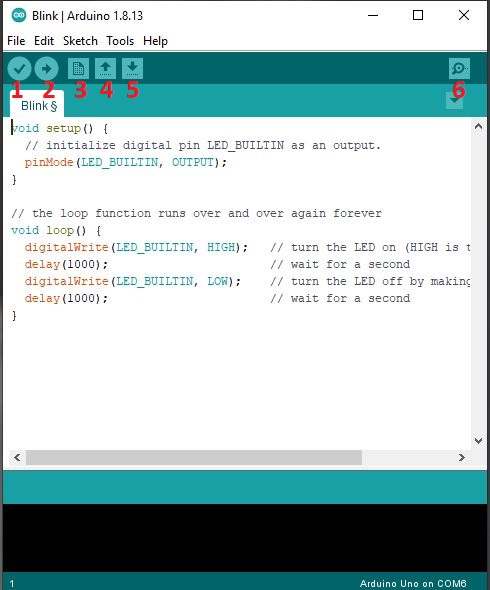 Blink | Arduino 1.8.13
File Edit Sketch Tools Help
1 2 3 4 5 6
Blink §
void setup() {
  // initialize digital pin LED_BUILTIN as an output.
  pinMode(LED_BUILTIN, OUTPUT);
}

// the loop function runs over and over again forever
void loop() {
  digitalWrite(LED_BUILTIN, HIGH);   // turn the LED on (HIGH is t
  delay(1000);                       // wait for a second
  digitalWrite(LED_BUILTIN, LOW);    // turn the LED off by making
  delay(1000);                       // wait for a second
}
1 Arduino Uno on COM6